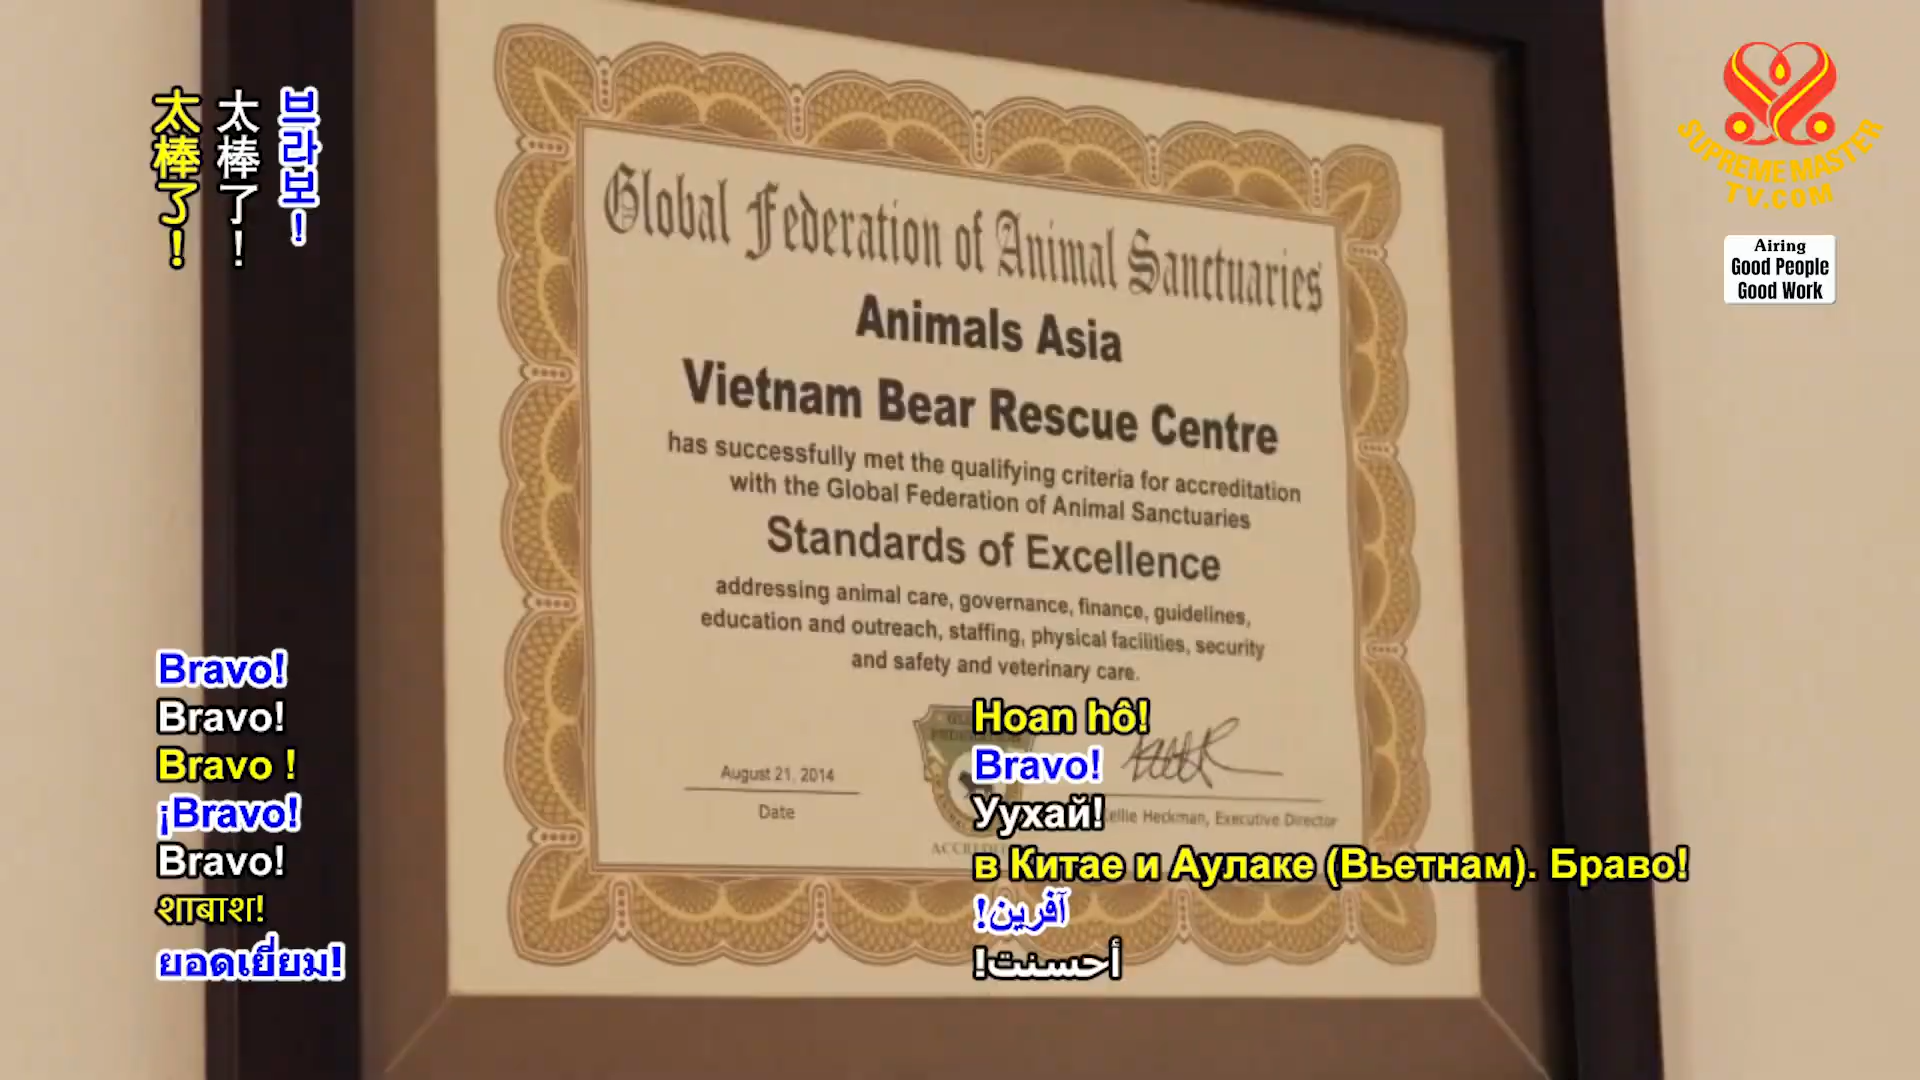 太棒了！
太棒了！
브라보！
SUPREME MASTER
TV.COM
Airing
Good People
Good Work
Global Federation of Animal Sanctuaries
Animals Asia
Vietnam Bear Rescue Centre
has successfully met the qualifying criteria for accreditation
with the Global Federation of Animal Sanctuaries
Standards of Excellence
addressing animal care, governance, finance, guidelines,
education and outreach, staffing, physical facilities, security
and safety and veterinary care.
August 21, 2014
Date
Heckman, Executive Director
Bravo!
Bravo!
Bravo !
¡Bravo!
Bravo!
शाबाश!
ยอดเยี่ยม!
Hoan hô!
Bravo!
Уухай!
в Китае и Аулаке (Вьетнам). Браво!
آفرین!
أحسنت!